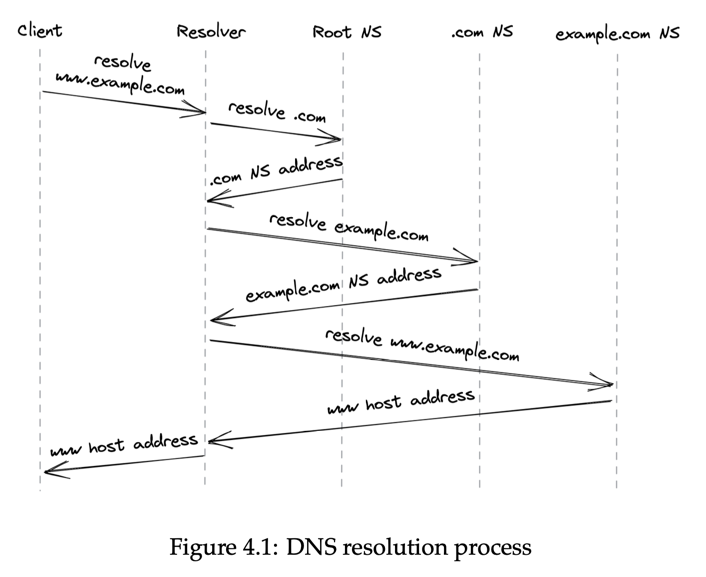 Client
Resolver
Root NS
.com NS
example.com NS
resolve
www.example.com
resolve .com
.com NS address
resolve example.com
example.com NS address
resolve www.example.com
www host address
www host address
Figure 4.1: DNS resolution process